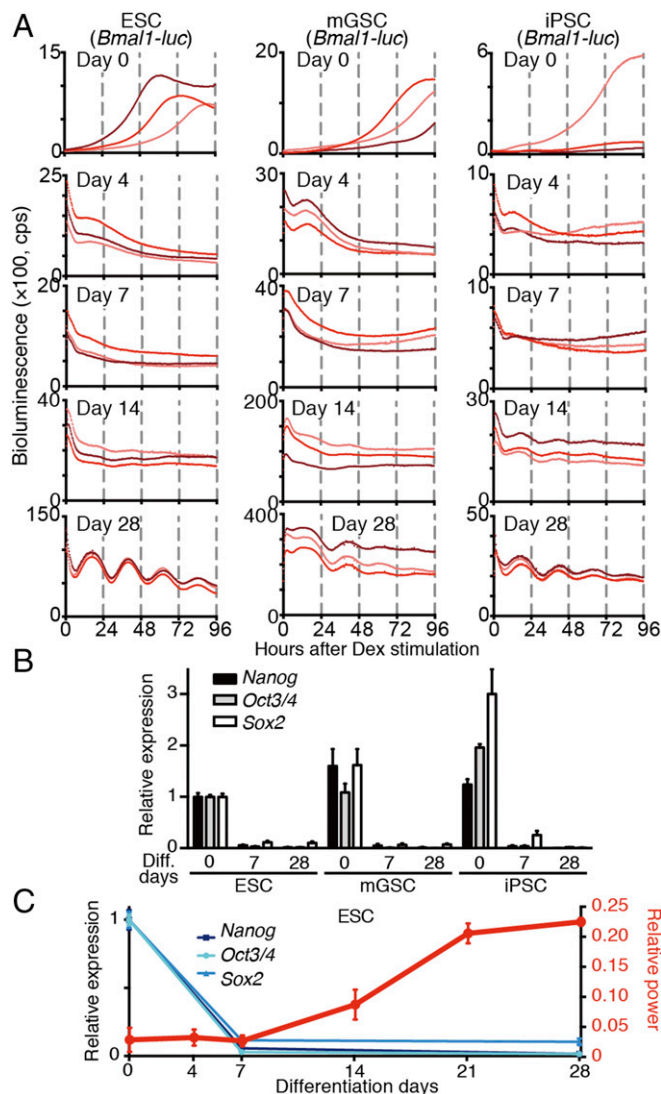 A
ESC mGSC iPSC
(Bmal1-luc) (Bmal1-luc) (Bmal1-luc)
15 Day 0 20 Day 0 6 Day 0
0 0 0
25 Day 4 30 Day 4 10 Day 4
0 0 0
20 Day 7 40 Day 7 10 Day 7
0 0 0
40 Day 14 200 Day 14 30 Day 14
0 0 0
150 Day 28 400 Day 28 50 Day 28
0 0 0
Bioluminescence (×100, cps)
0 24 48 72 96 0 24 48 72 96 0 24 48 72 96
Hours after Dex stimulation
B
Relative expression
3
2
1
0
Nanog
Oct3/4
Sox2
Diff. days 0 7 28 0 7 28 0 7 28
ESC mGSC iPSC
C
ESC
Relative expression
1
0
Nanog
Oct3/4
Sox2
0.25
0.20
0.15
0.10
0.05
0
Relative power
0 4 7 14 21 28
Differentiation days